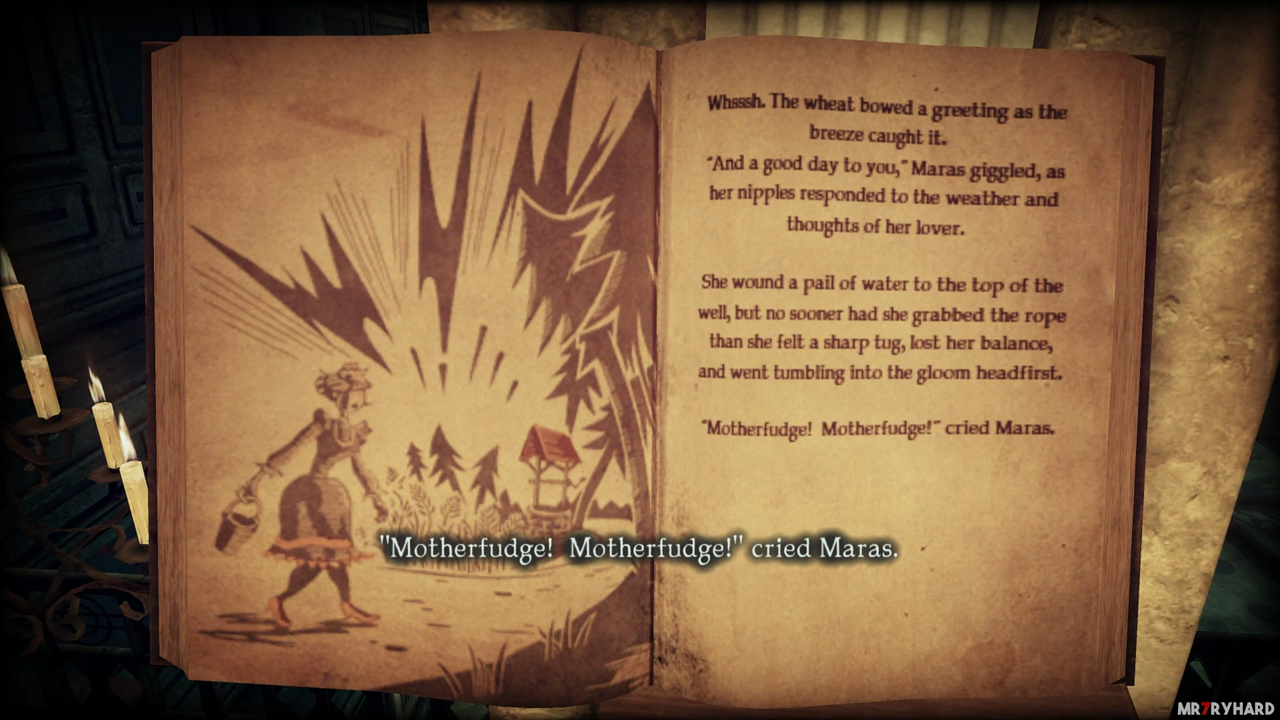 Whsssh. The wheat bowed a greeting as the
breeze caught it.
"And a good day to you," Maras giggled, as
her nipples responded to the weather and
thoughts of her lover.
She wound a pail of water to the top of the
well, but no sooner had she grabbed the rope
than she felt a sharp tug, lost her balance,
and went tumbling into the gloom headfirst.
"Motherfudge!  Motherfudge!" cried Maras.
"Motherfudge!  Motherfudge!" cried Maras.
MR7RYHARD